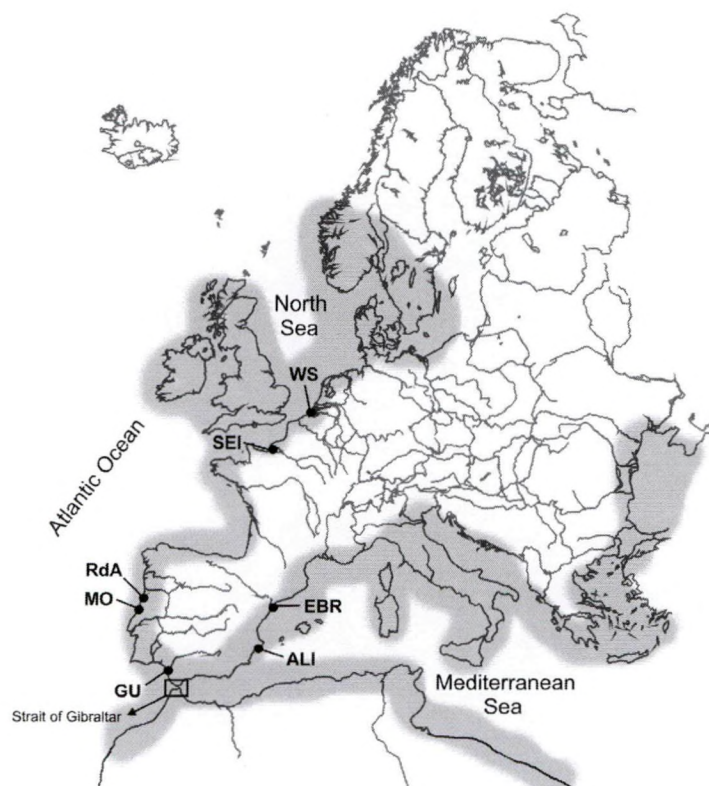 North
Sea
WS
SEI
Atlantic Ocean
RdA
MO
EBR
ALI
GU
Mediterranean
Sea
Strait of Gibraltar